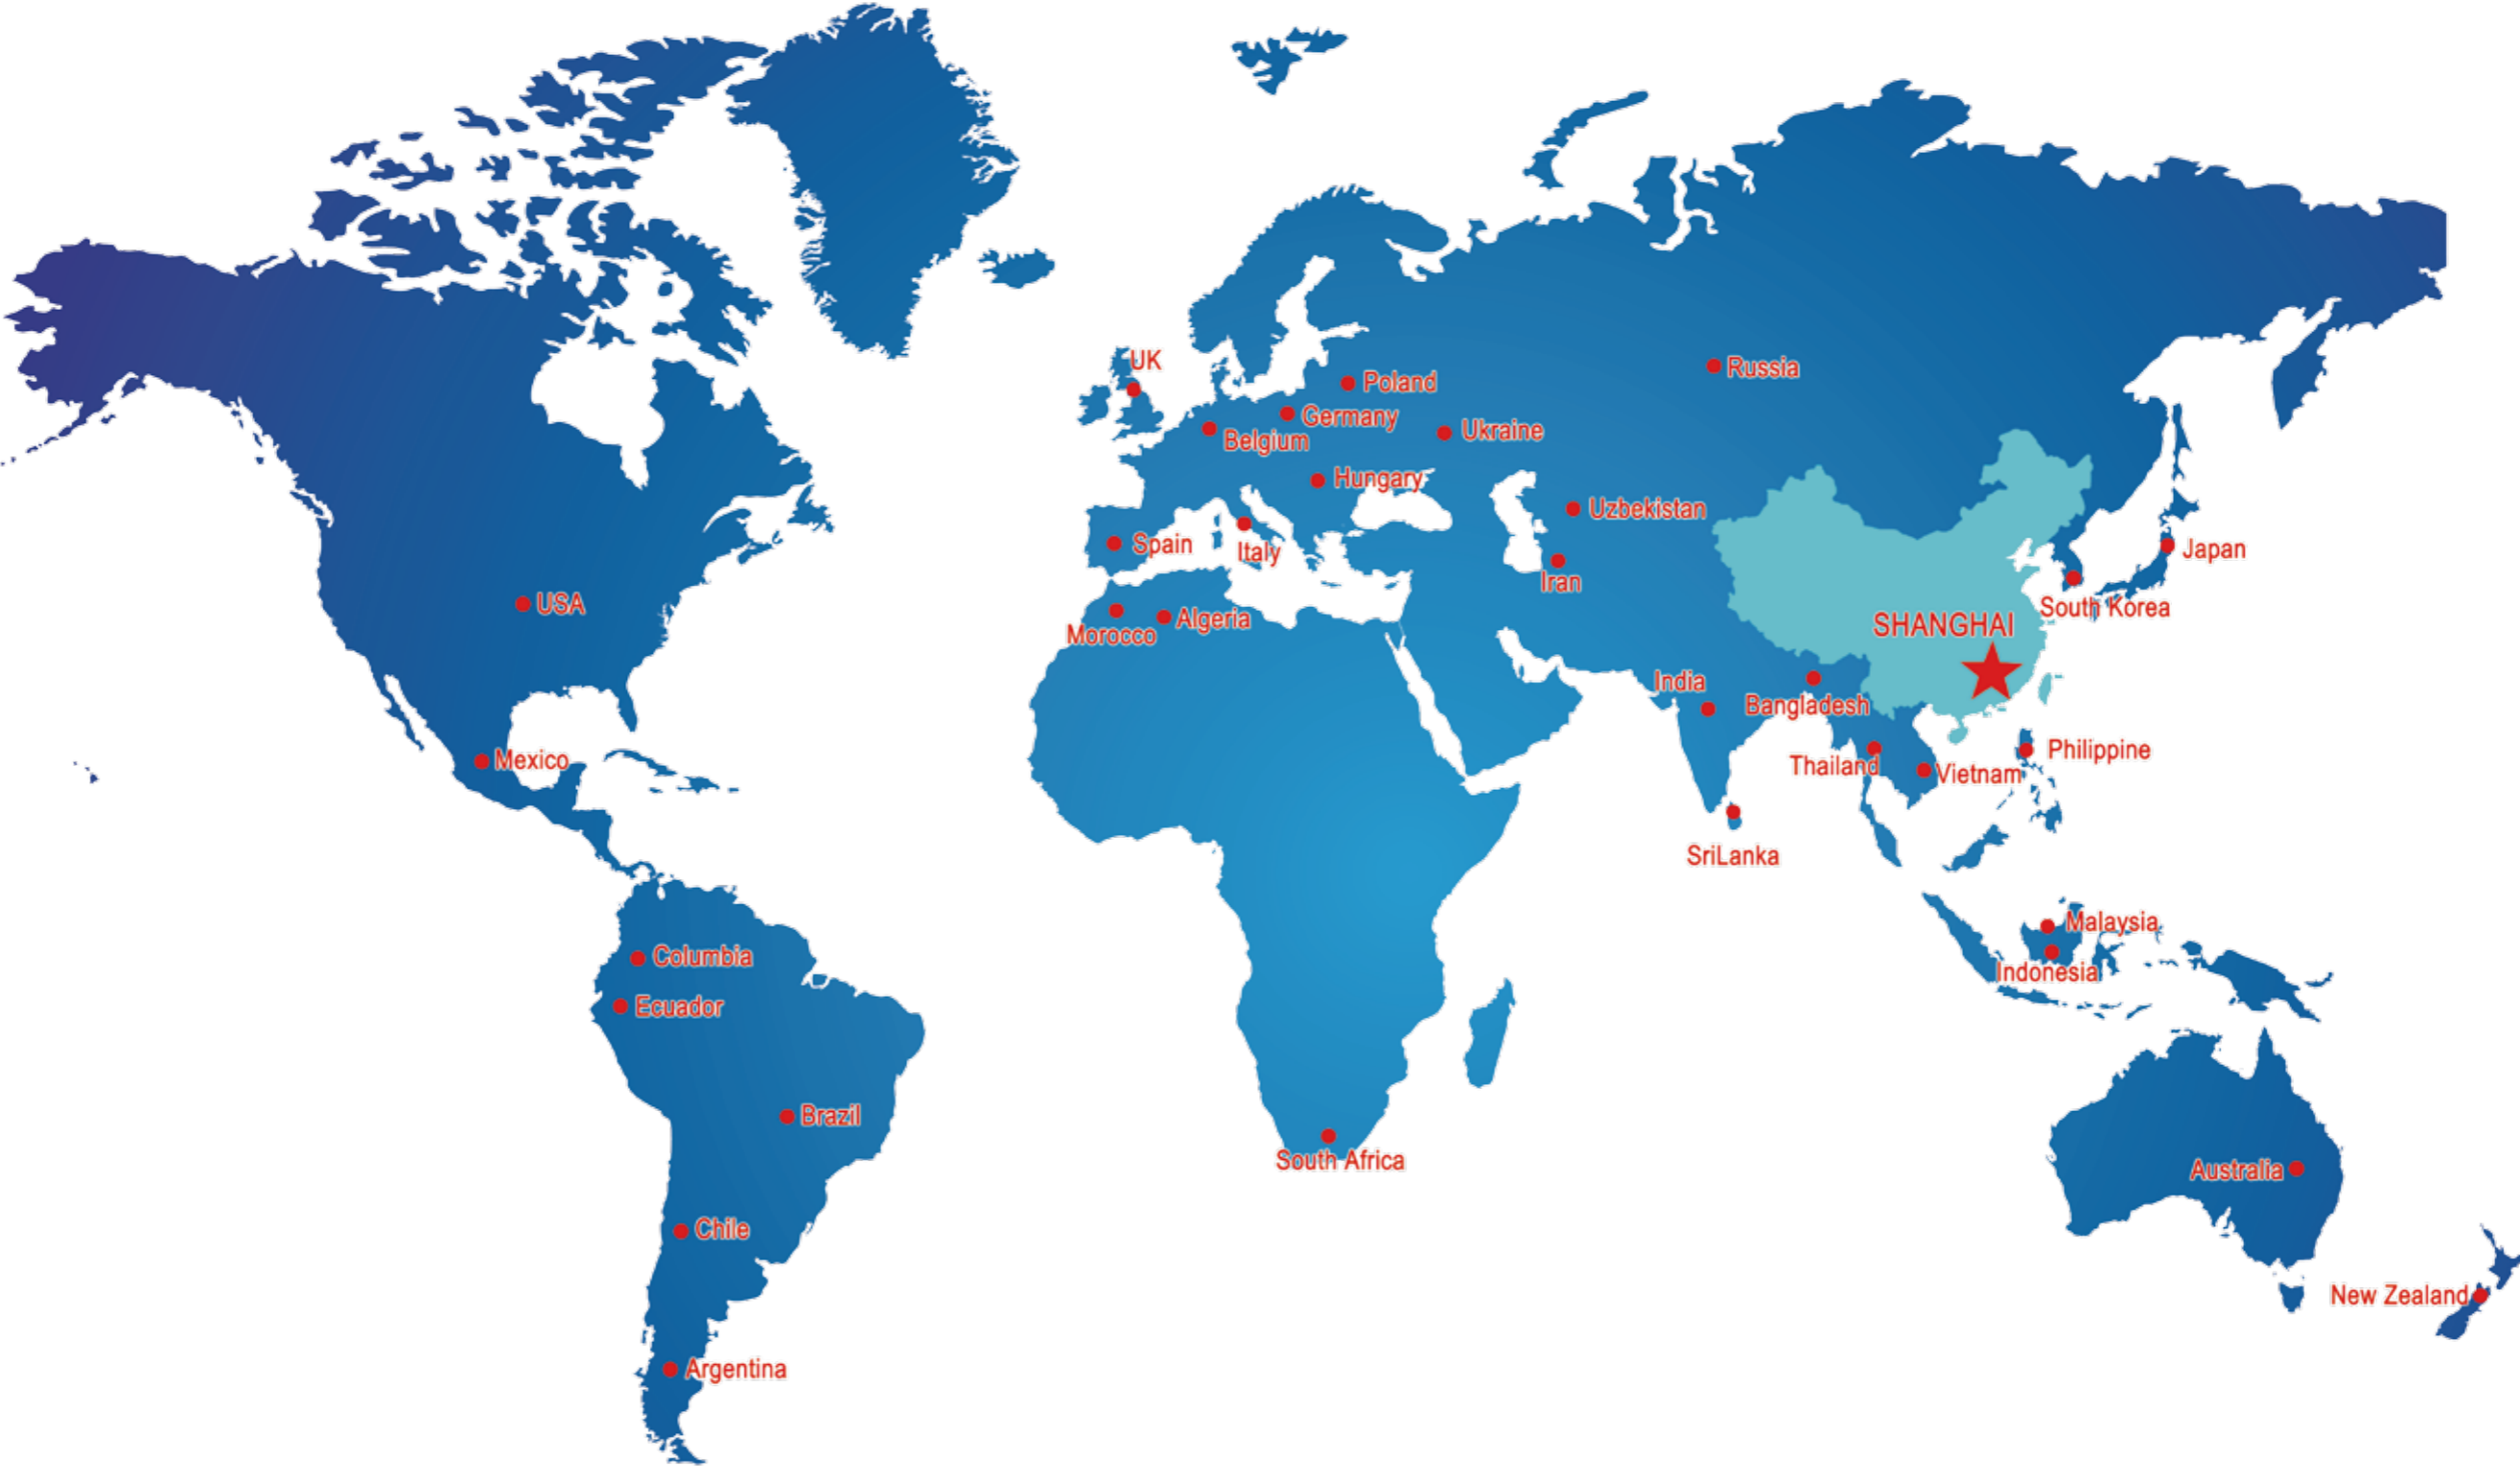 UK
Russia
Poland
Germany
Ukraine
Belgium
Hungary
Uzbekistan
Spain
Italy
Japan
Iran
USA
South Korea
Algeria
Morocco
SHANGHAI
India
Bangladesh
Philippine
Mexico
Thailand
Vietnam
SriLanka
Malaysia
Columbia
Indonesia
Ecuador
Brazil
South Africa
Australia
Chile
New Zealand
Argentina